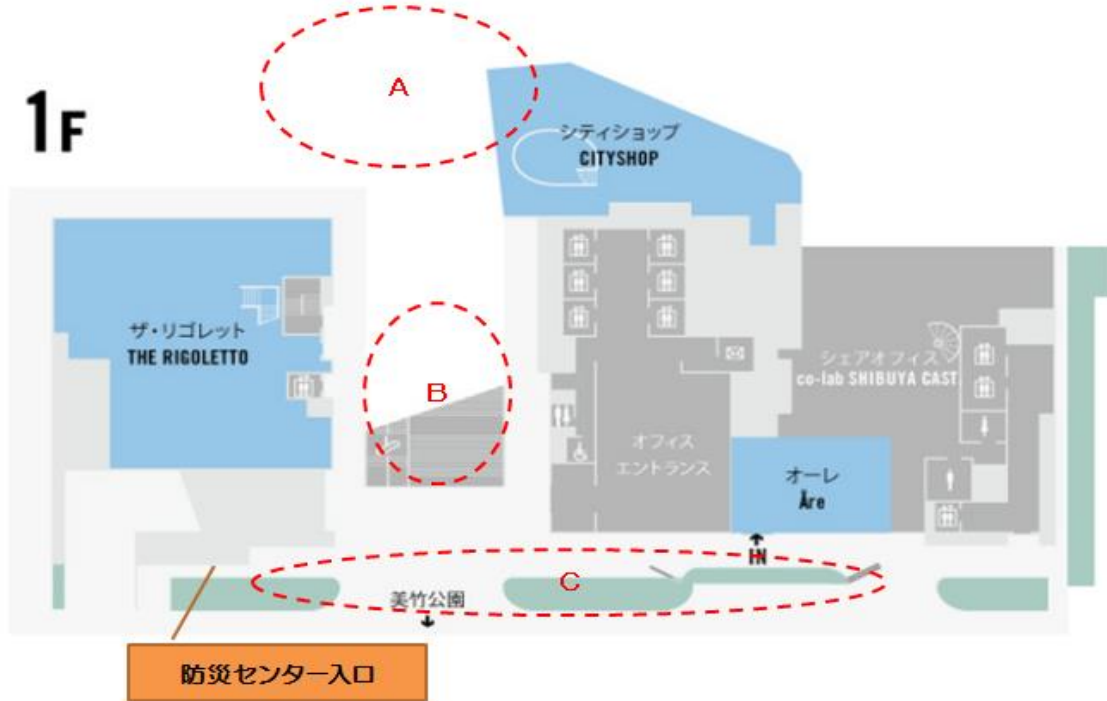 A
1F
シティショップ
CITYSHOP
ザ・リゴレット
THE RIGOLETTO
B
シェアオフィス
co-lab SHIBUYA CAST
オフィス
エントランス
オーレ
Åre
IN
C
美竹公園
防災センター入口